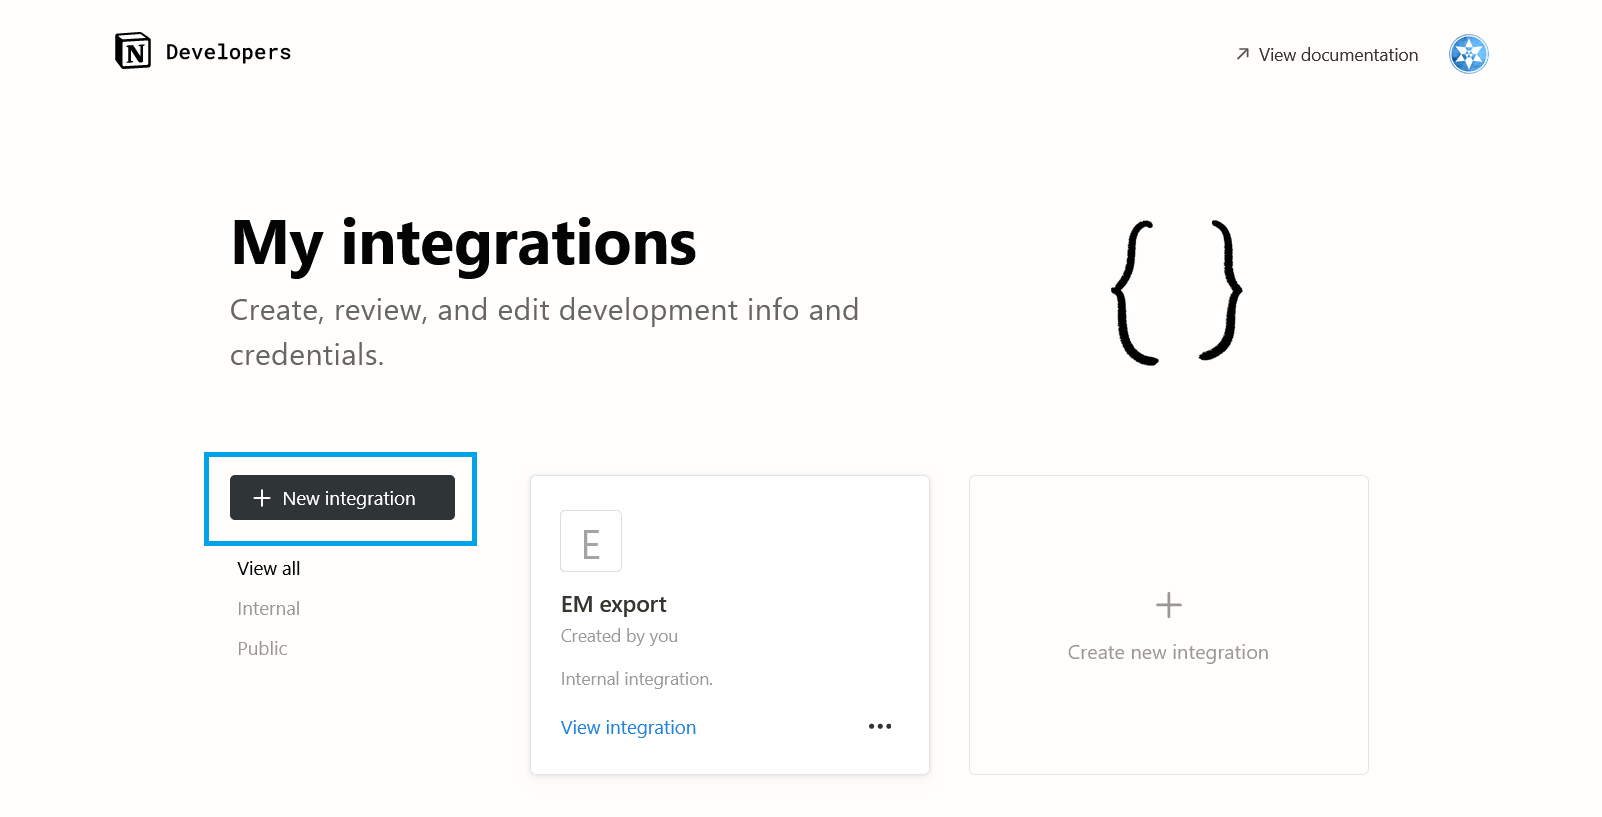 N Developers
View documentation
My integrations
Create, review, and edit development info and
credentials.
{ }
New integration
View all
Internal
Public
E
EM export
Created by you
Internal integration.
View integration
Create new integration